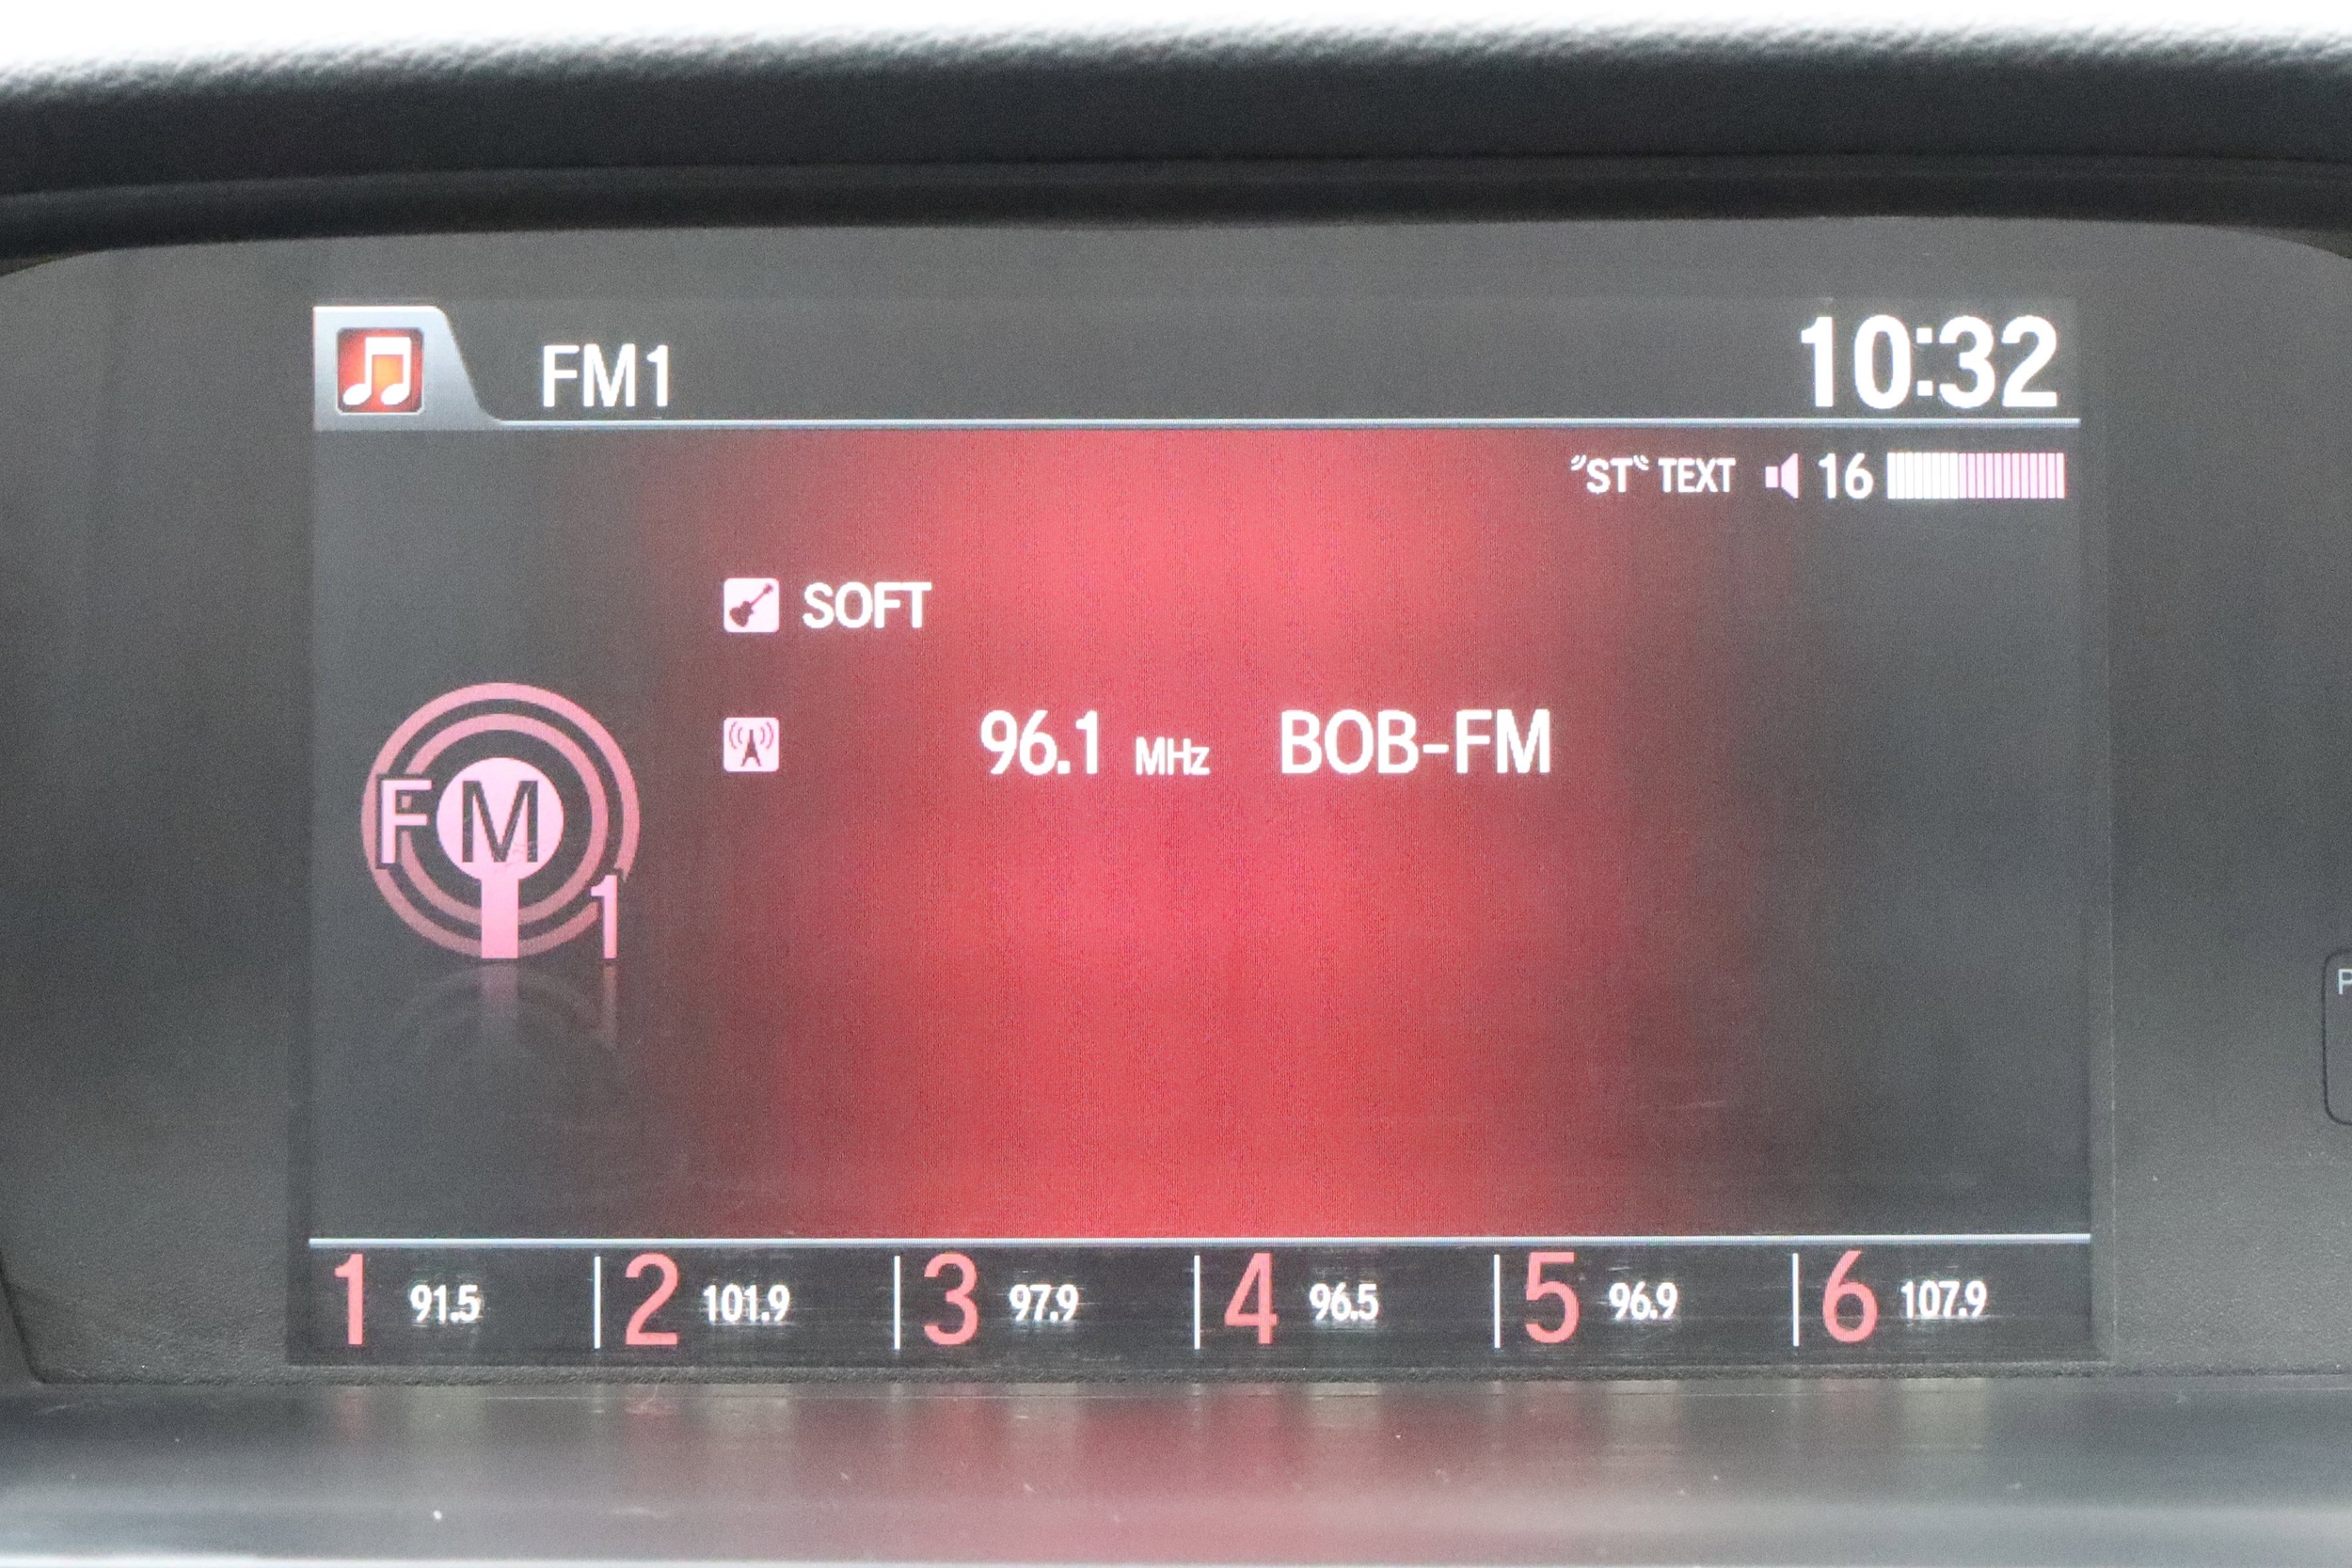 FM1 10:32
ST TEXT 16
SOFT
96.1 MHz BOB-FM
FM
1
P
1 91.5 2 101.9 3 97.9 4 96.5 5 96.9 6 107.9